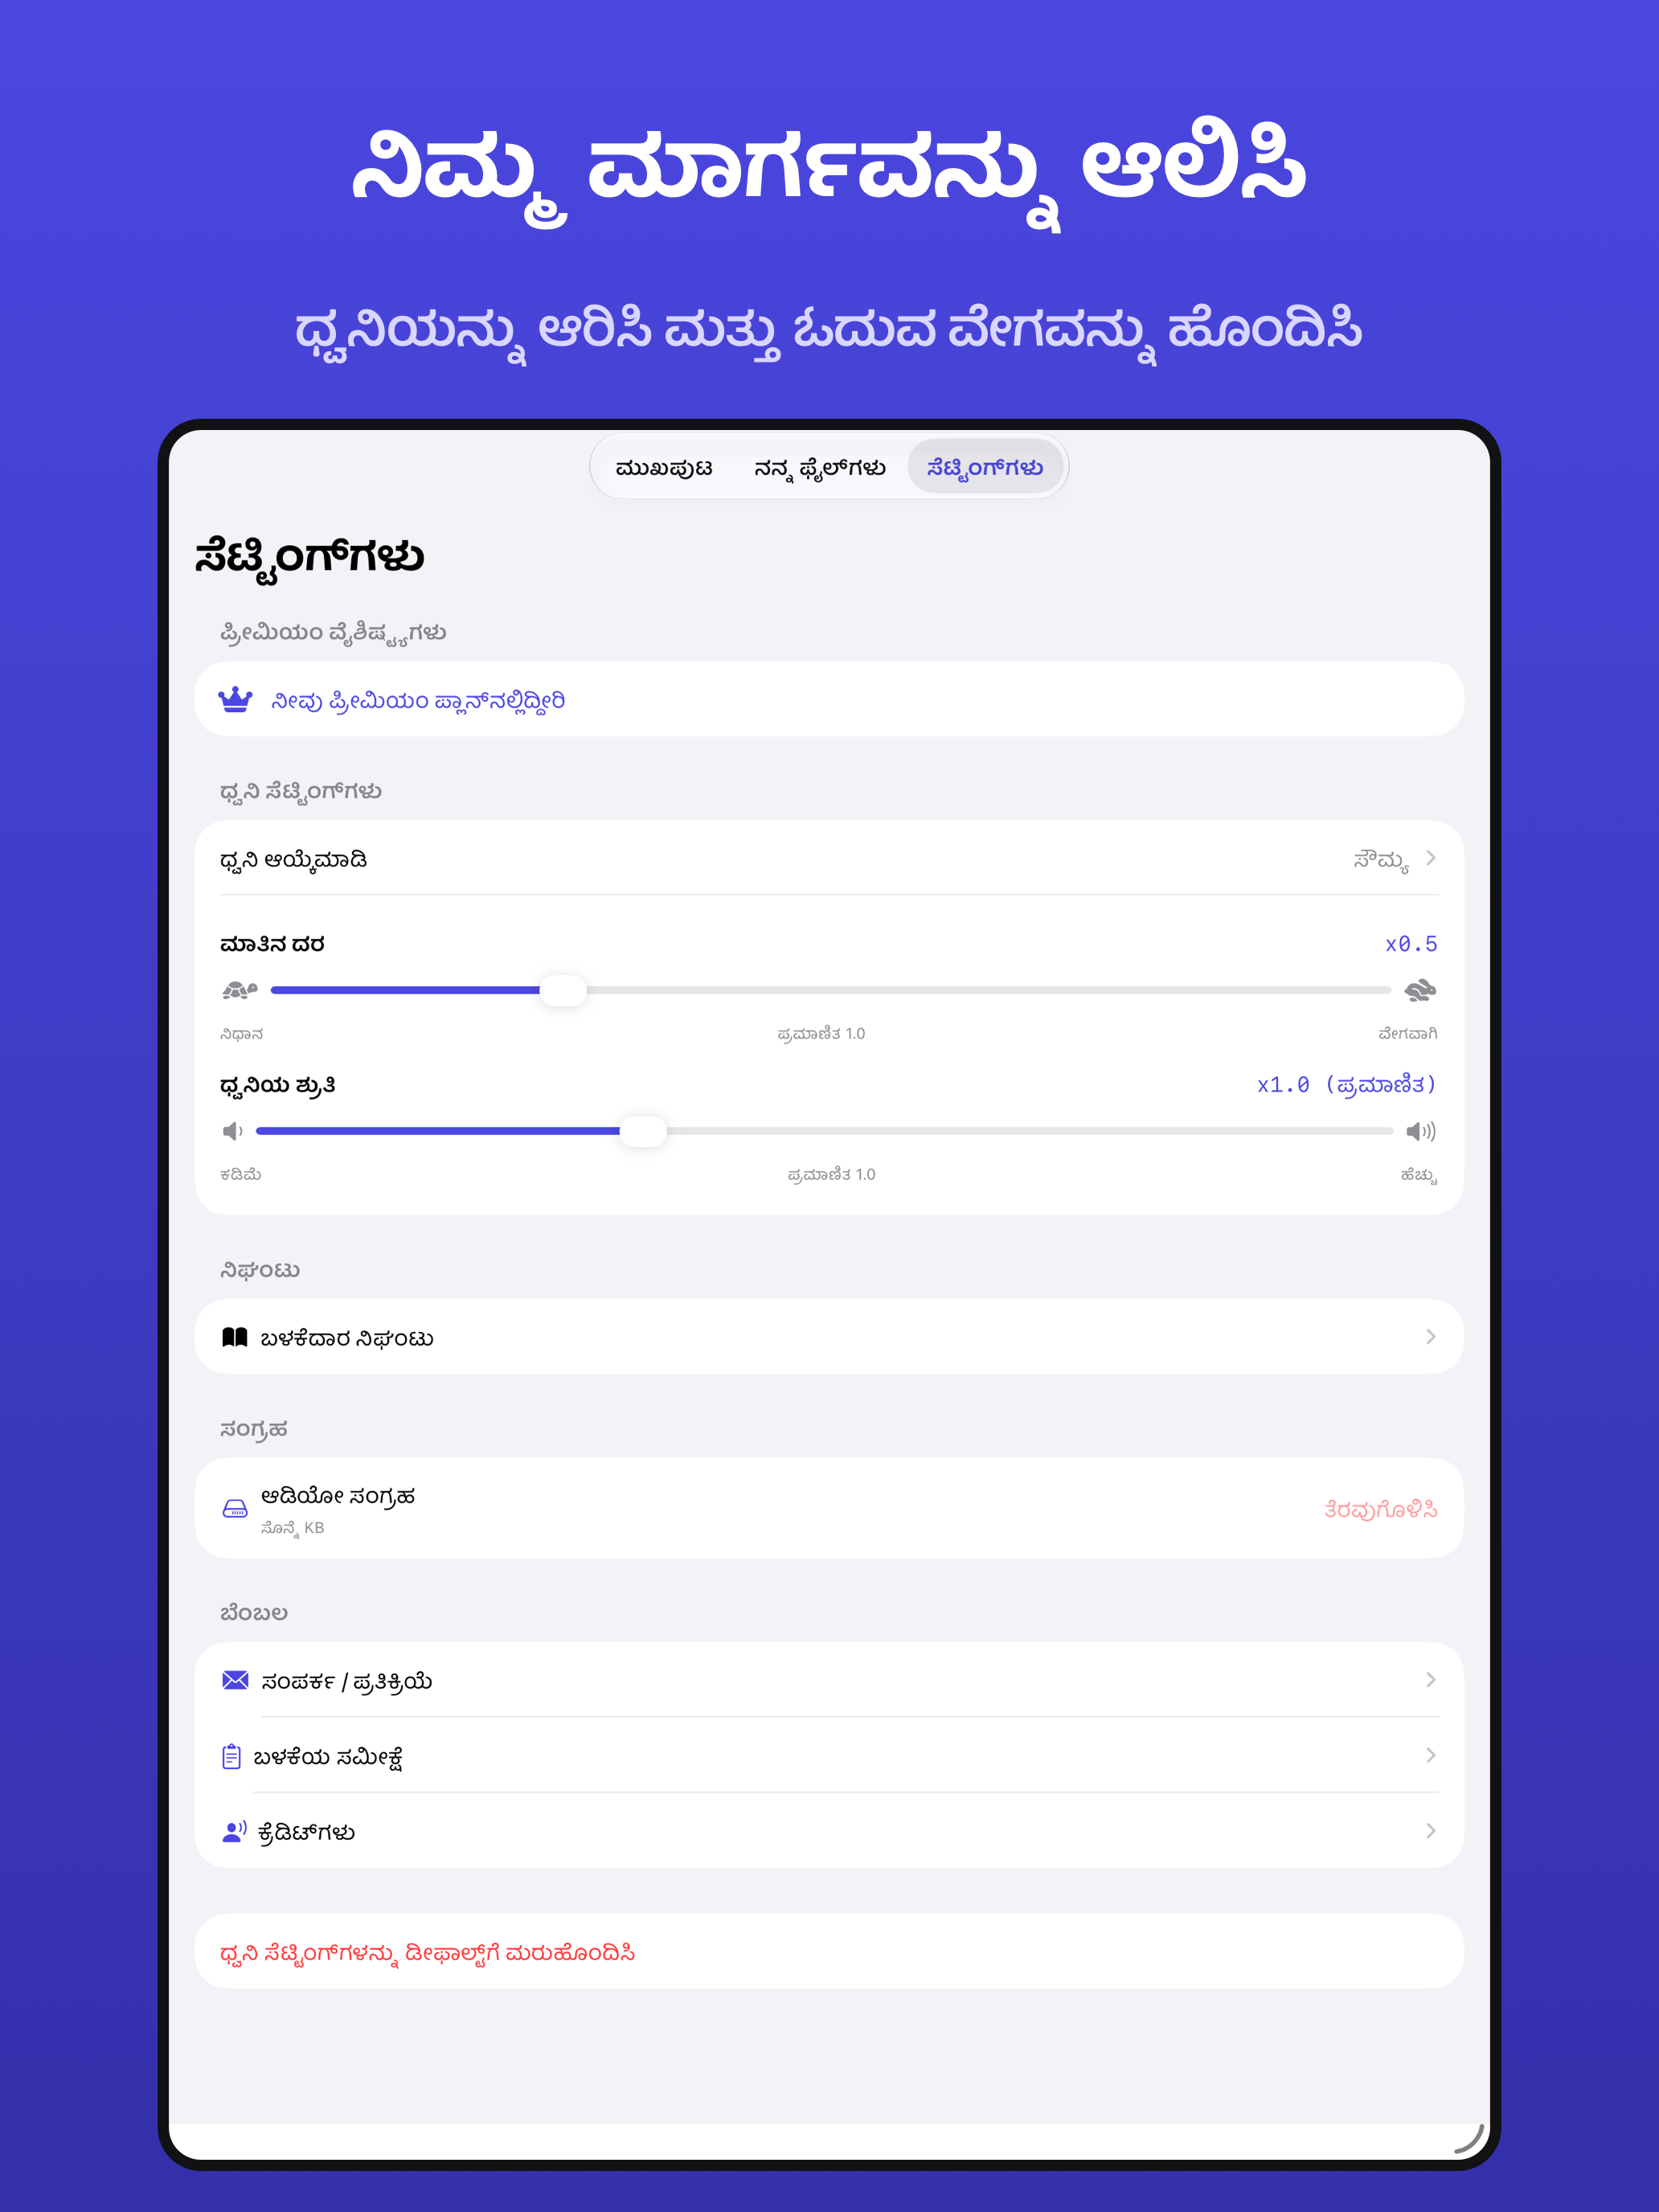 ನಿಮ್ಮ ಮಾರ್ಗವನ್ನು ಆಲಿಸಿ
ಧ್ವನಿಯನ್ನು ಆರಿಸಿ ಮತ್ತು ಓದುವ ವೇಗವನ್ನು ಹೊಂದಿಸಿ
ಮುಖಪುಟ ನನ್ನ ಫೈಲ್‌ಗಳು ಸೆಟ್ಟಿಂಗ್‌ಗಳು
ಸೆಟ್ಟಿಂಗ್‌ಗಳು
ಪ್ರೀಮಿಯಂ ವೈಶಿಷ್ಟ್ಯಗಳು
ನೀವು ಪ್ರೀಮಿಯಂ ಪ್ಲಾನ್‌ನಲ್ಲಿದ್ದೀರಿ
ಧ್ವನಿ ಸೆಟ್ಟಿಂಗ್‌ಗಳು
ಧ್ವನಿ ಆಯ್ಕೆಮಾಡಿ ಸೌಮ್ಯ
ಮಾತಿನ ದರ x0.5
ನಿಧಾನ ಪ್ರಮಾಣಿತ 1.0 ವೇಗವಾಗಿ
ಧ್ವನಿಯ ಶ್ರುತಿ x1.0 (ಪ್ರಮಾಣಿತ)
ಕಡಿಮೆ ಪ್ರಮಾಣಿತ 1.0 ಹೆಚ್ಚು
ನಿಘಂಟು
ಬಳಕೆದಾರ ನಿಘಂಟು
ಸಂಗ್ರಹ
ಆಡಿಯೋ ಸಂಗ್ರಹ
ಸೊನ್ನೆ KB
ತೆರವುಗೊಳಿಸಿ
ಬೆಂಬಲ
ಸಂಪರ್ಕ / ಪ್ರತಿಕ್ರಿಯೆ
ಬಳಕೆಯ ಸಮೀಕ್ಷೆ
ಕ್ರೆಡಿಟ್‌ಗಳು
ಧ್ವನಿ ಸೆಟ್ಟಿಂಗ್‌ಗಳನ್ನು ಡೀಫಾಲ್ಟ್‌ಗೆ ಮರುಹೊಂದಿಸಿ